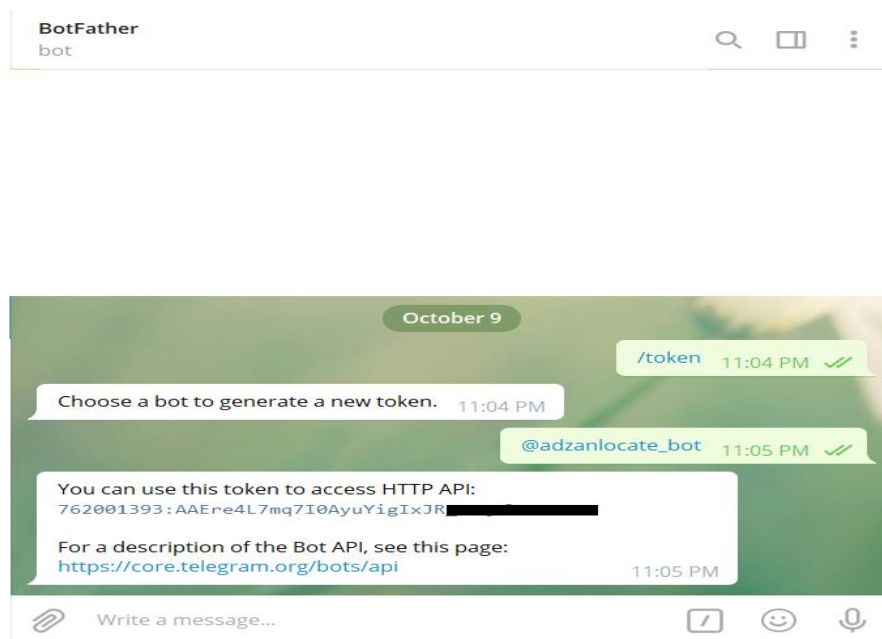 BotFather
bot
October 9
/token 11:04 PM
Choose a bot to generate a new token. 11:04 PM
@adzanlocate_bot 11:05 PM
You can use this token to access HTTP API:
For a description of the Bot API, see this page:
https://core.telegram.org/bots/api 11:05 PM
Write a message...